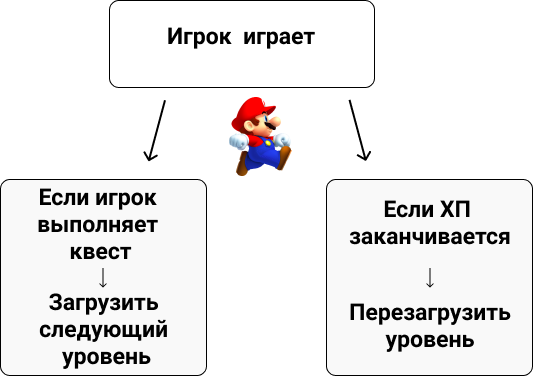 Игрок играет
Если игрок
выполняет
квест
↓
Загрузить
следующий
уровень
Если ХП
заканчивается
↓
Перезагрузить
уровень